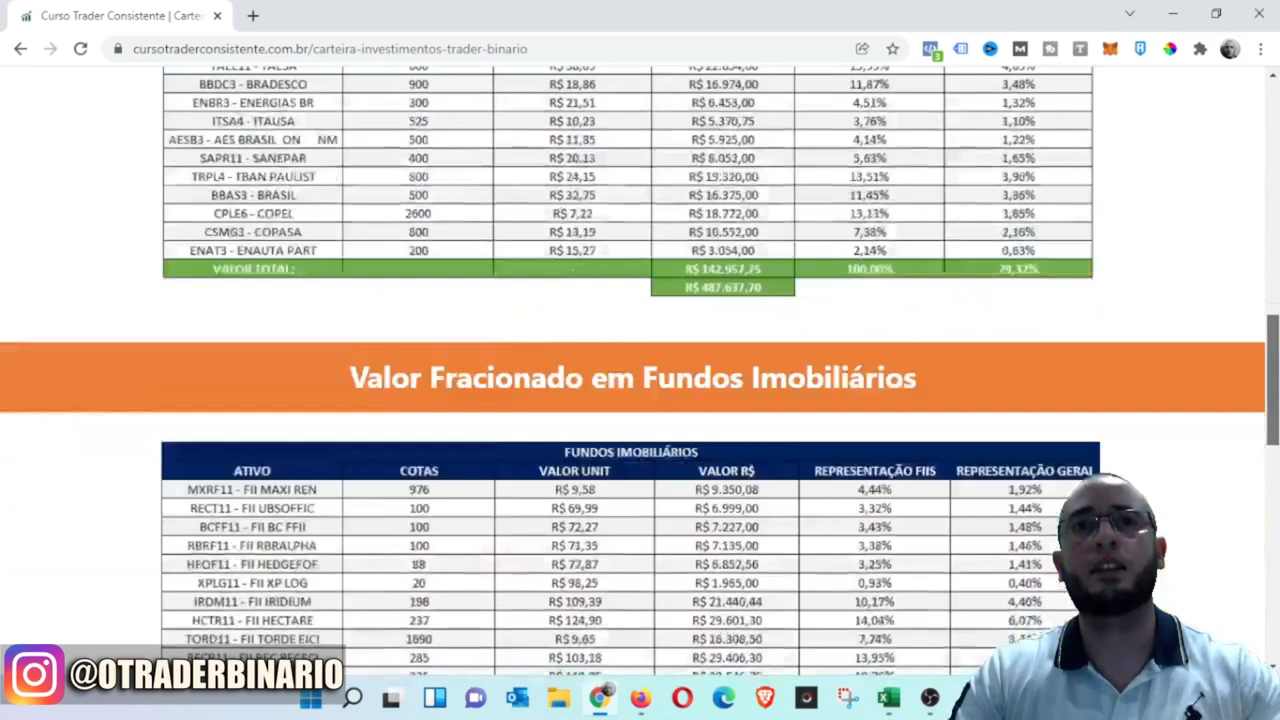 Curso Trader Consistente | Carte
cursotraderconsistente.com.br/carteira-investimentos-trader-binario
BBDC3 - BRADESCO 900 R$ 18,86 R$ 16.974,00 11,87% 3,48%
ENBR3 - ENERGIAS BR 300 R$ 21,51 R$ 6.453,00 4,51% 1,32%
ITSA4 - ITAUSA 525 R$ 10,23 R$ 5.370,75 3,76% 1,10%
AESB3 - AES BRASIL ON NM 500 R$ 11,85 R$ 5.925,00 4,14% 1,22%
SAPR11 - SANEPAR 400 R$ 20,13 R$ 8.052,00 5,63% 1,65%
TRPL4 - TRAN PAULIST 800 R$ 24,15 R$ 19.320,00 13,51% 3,96%
BBAS3 - BRASIL 500 R$ 32,75 R$ 16.375,00 11,45% 3,36%
CPLE6 - COPEL 2600 R$ 7,22 R$ 18.772,00 13,13% 3,85%
CSMG3 - COPASA 800 R$ 13,19 R$ 10.552,00 7,38% 2,16%
ENAT3 - ENAUTA PART 200 R$ 15,27 R$ 3.054,00 2,14% 0,63%
VALOR TOTAL: R$ 142.957,75 100,00% 29,32%
R$ 487.637,70
Valor Fracionado em Fundos Imobiliários
FUNDOS IMOBILIÁRIOS
ATIVO COTAS VALOR UNIT VALOR R$ REPRESENTAÇÃO FIIS REPRESENTAÇÃO GERAL
MXRF11 - FII MAXI REN 976 R$ 9,58 R$ 9.350,08 4,44% 1,92%
RECT11 - FII UBSOFFIC 100 R$ 69,99 R$ 6.999,00 3,32% 1,44%
BCFF11 - FII BC FFII 100 R$ 72,27 R$ 7.227,00 3,43% 1,48%
RBRF11 - FII RBRALPHA 100 R$ 71,35 R$ 7.135,00 3,38% 1,46%
HFOF11 - FII HEDGEFOF 88 R$ 77,87 R$ 6.852,56 3,25% 1,41%
XPLG11 - FII XP LOG 20 R$ 98,25 R$ 1.965,00 0,93% 0,40%
IRDM11 - FII IRIDIUM 196 R$ 109,39 R$ 21.440,44 10,17% 4,40%
HCTR11 - FII HECTARE 237 R$ 124,90 R$ 29.601,30 14,04% 6,07%
TORD11 - FII TORDE EICI 1690 R$ 9,65 R$ 16.308,50 7,74%
285 R$ 103,18 R$ 29.406,30 13,95%
@OTRADERBINARIO